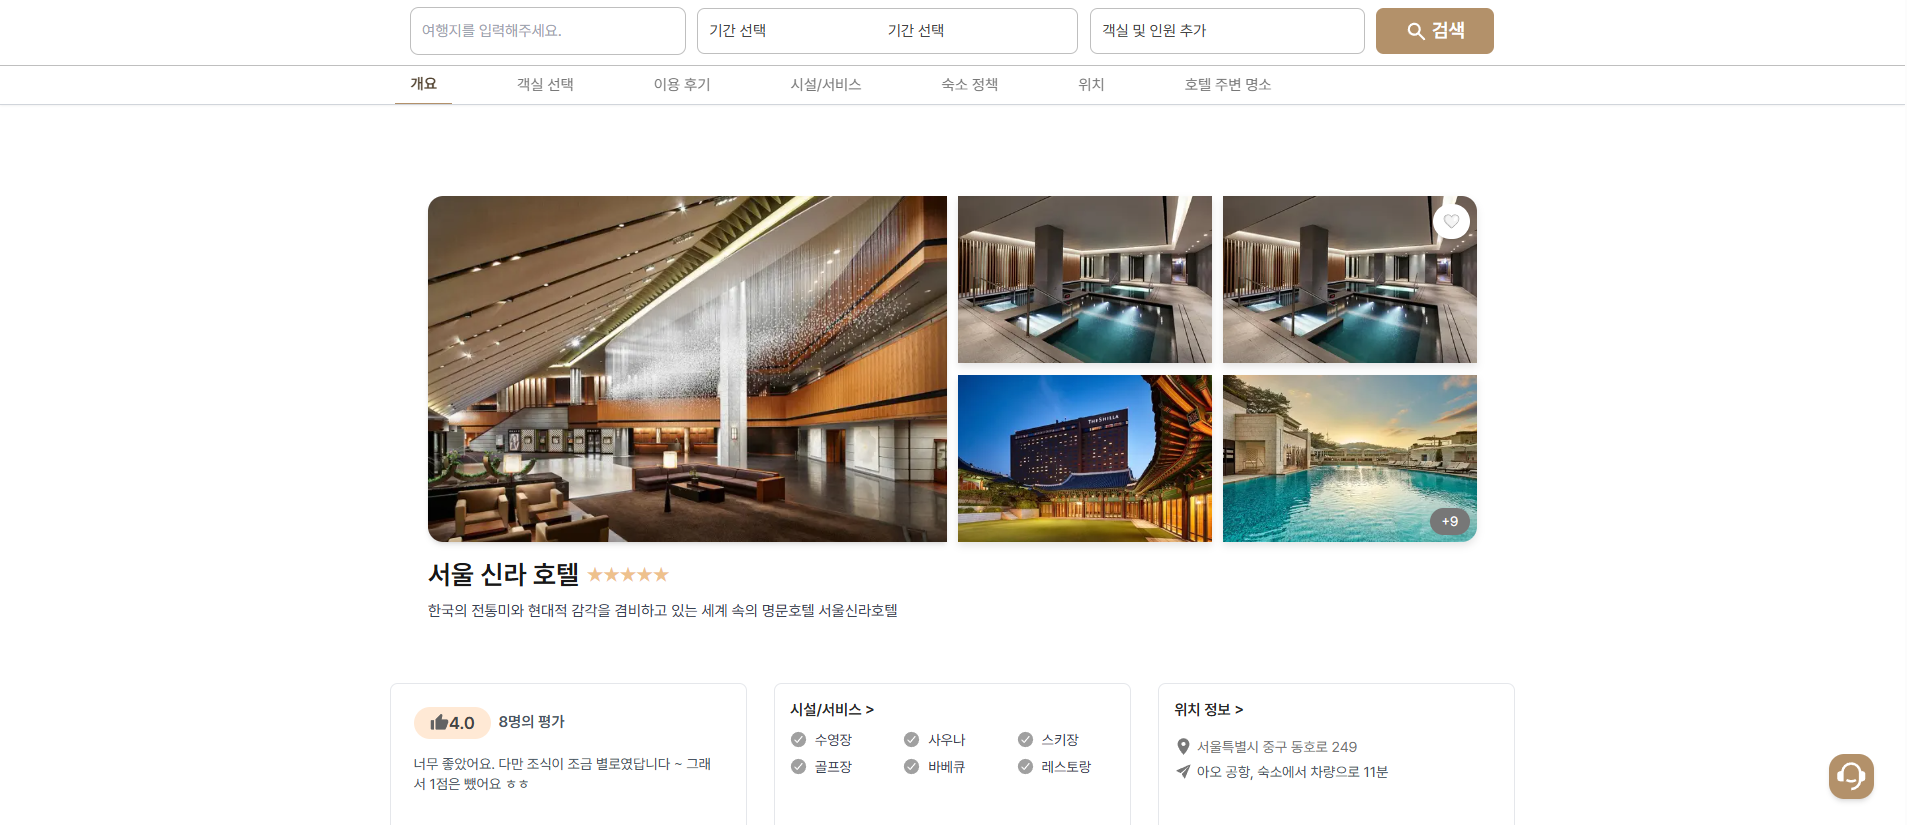 여행지를 입력해주세요.
기간 선택
기간 선택
객실 및 인원 추가
검색
개요
객실 선택
이용 후기
시설/서비스
숙소 정책
위치
호텔 주변 명소
THE SHILLA
+9
서울 신라 호텔 ★★★★★
한국의 전통미와 현대적 감각을 겸비하고 있는 세계 속의 명문호텔 서울신라호텔
4.0 8명의 평가
너무 좋았어요. 다만 조식이 조금 별로였답니다 ~ 그래
서 1점은 뺐어요 ㅎㅎ
시설/서비스 >
수영장
사우나
스키장
골프장
바베큐
레스토랑
위치 정보 >
서울특별시 중구 동호로 249
아오 공항, 숙소에서 차량으로 11분